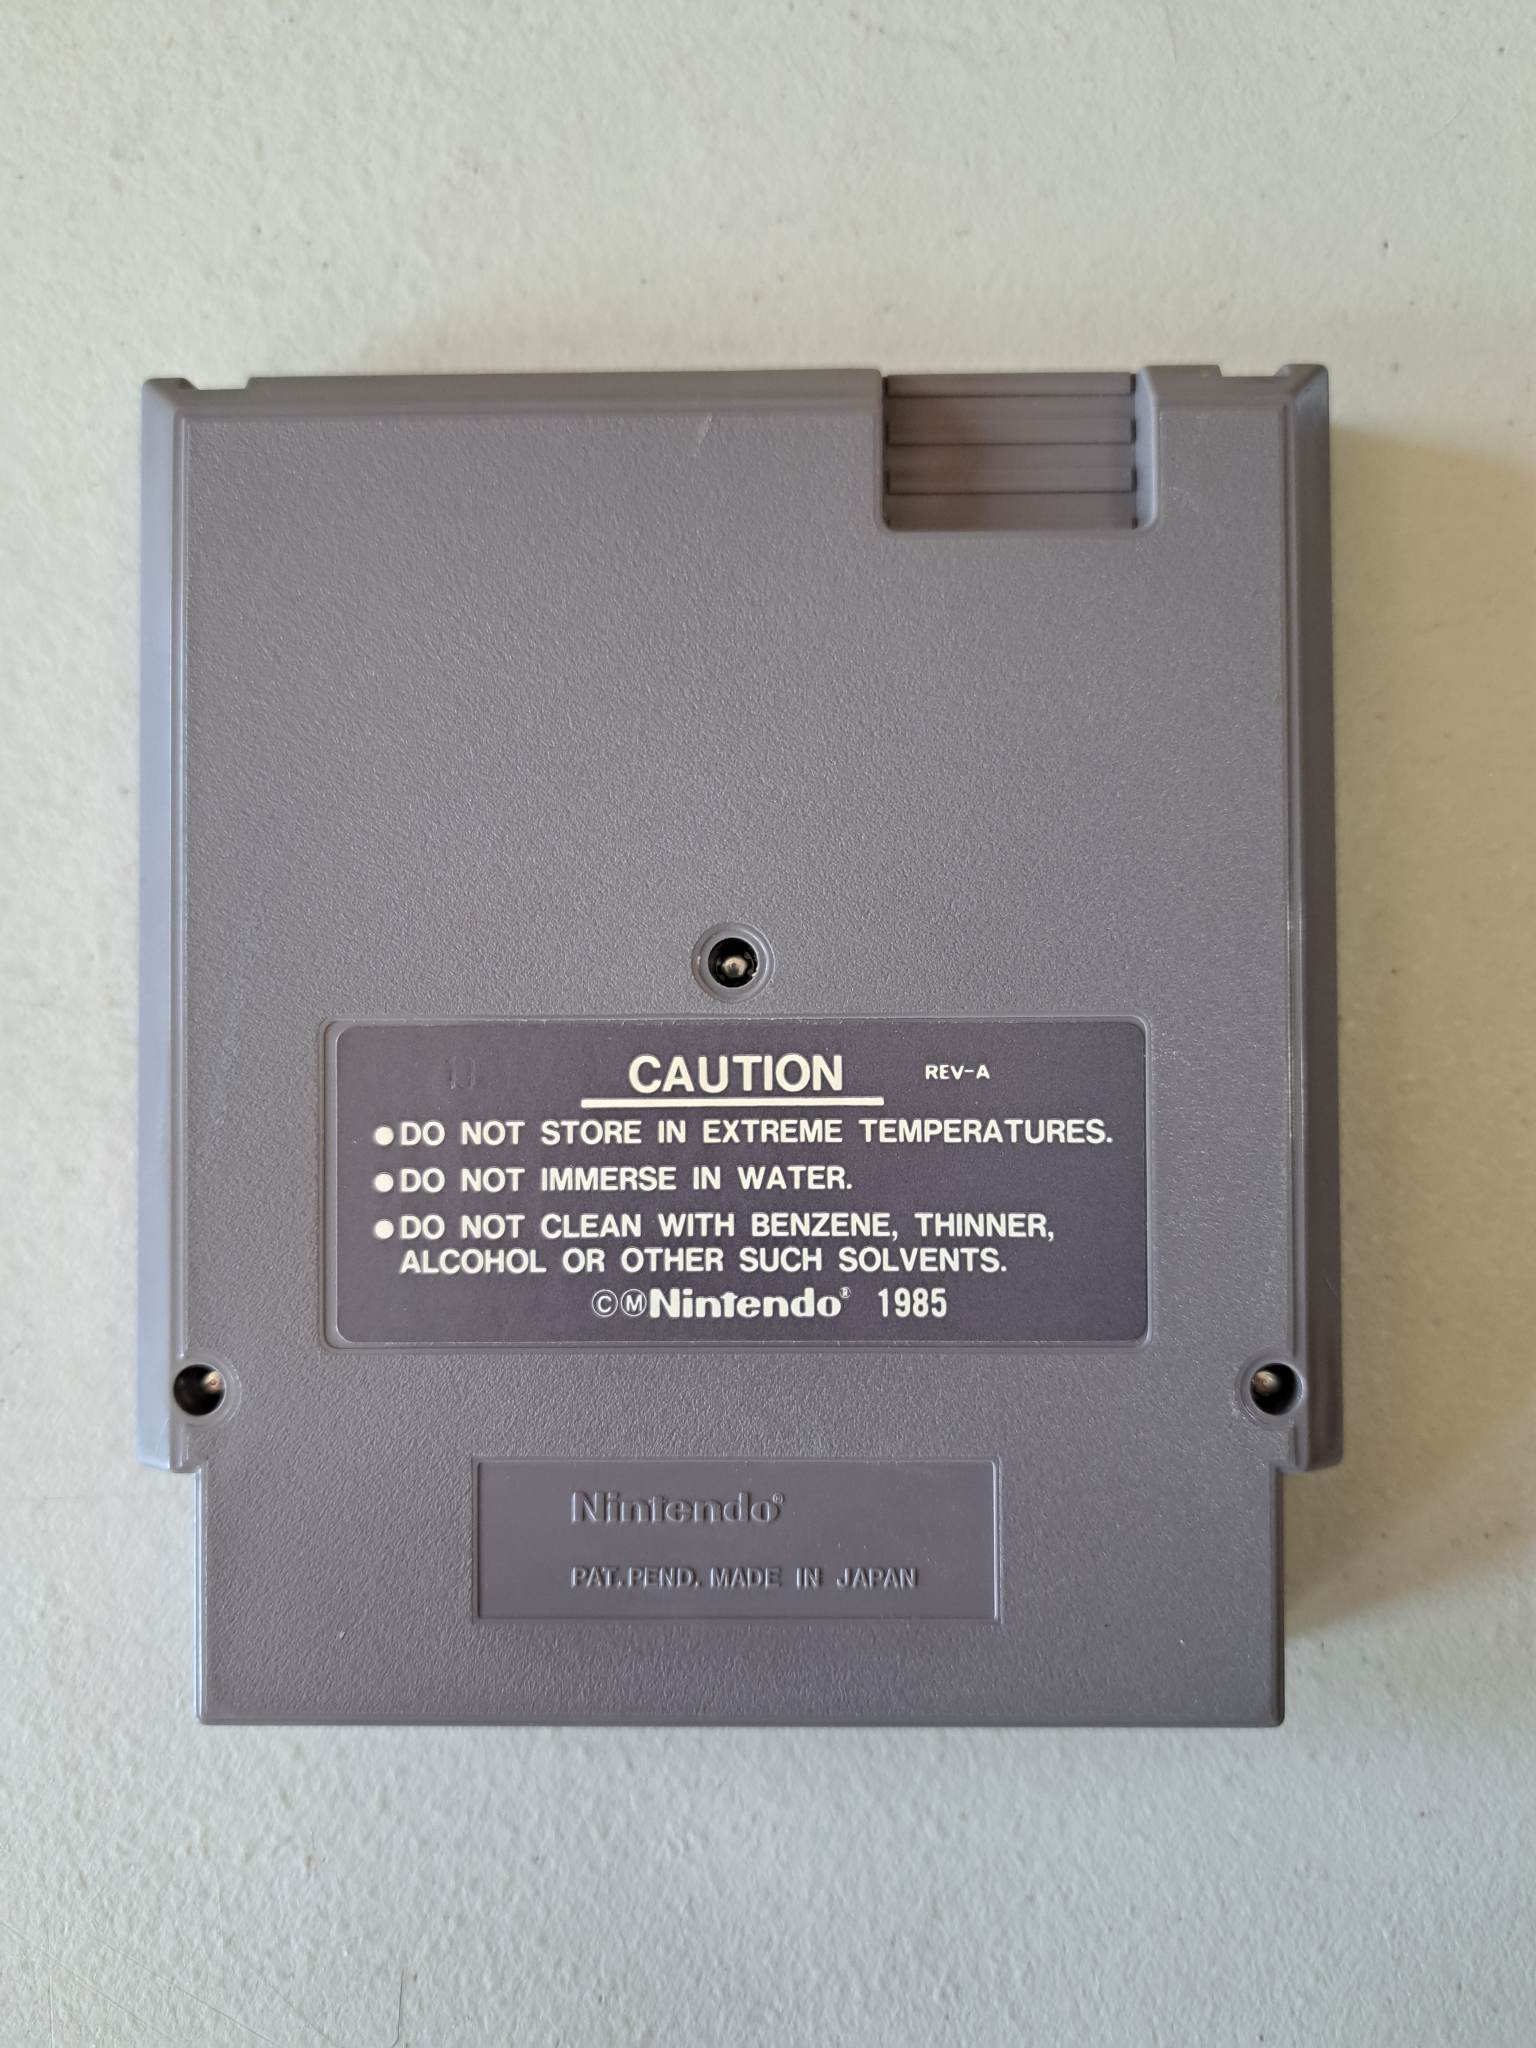 CAUTION REV-A
●DO NOT STORE IN EXTREME TEMPERATURES.
●DO NOT IMMERSE IN WATER.
●DO NOT CLEAN WITH BENZENE, THINNER,
ALCOHOL OR OTHER SUCH SOLVENTS.
©ⓂNintendo® 1985
Nintendo®
PAT. PEND. MADE IN JAPAN